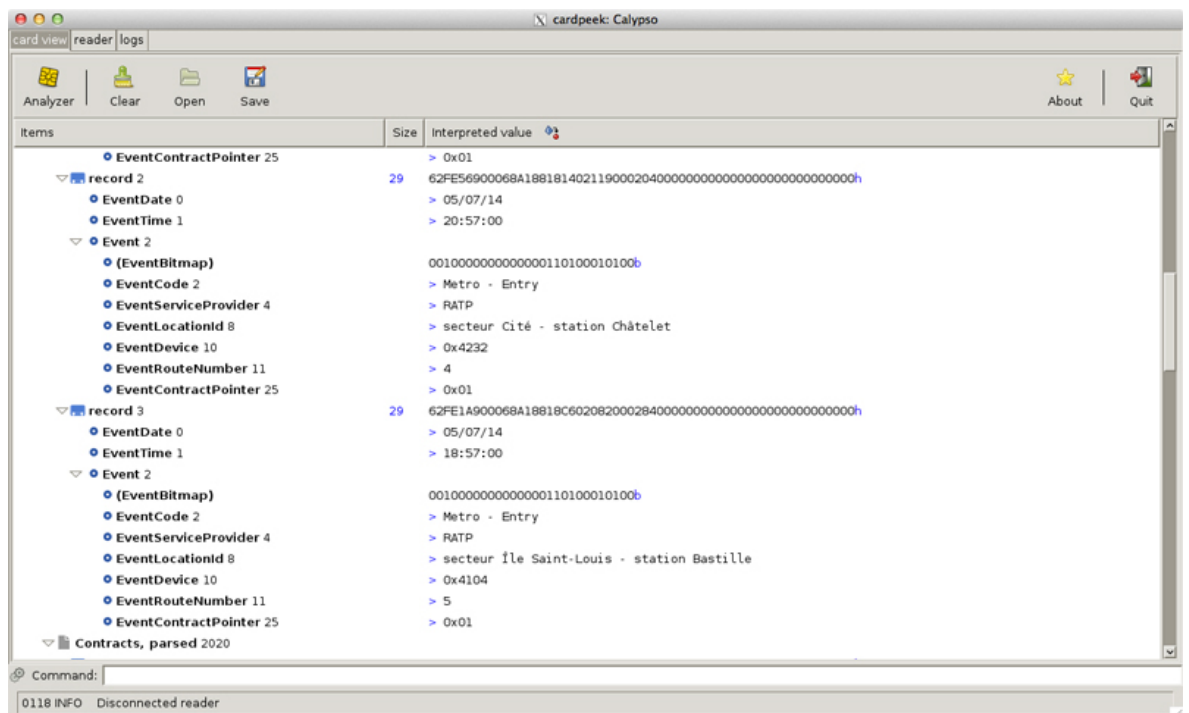 cardpeek: Calypso
card view reader logs
Analyzer Clear Open Save About Quit
Items Size Interpreted value
EventContractPointer 25 > 0x01
record 2 29 62FE56900068A1881814021190002040000000000000000000000000000h
EventDate 0 > 05/07/14
EventTime 1 > 20:57:00
Event 2
(EventBitmap) 0010000000000000110100010100b
EventCode 2 > Metro - Entry
EventServiceProvider 4 > RATP
EventLocationId 8 > secteur Cité - station Châtelet
EventDevice 10 > 0x4232
EventRouteNumber 11 > 4
EventContractPointer 25 > 0x01
record 3 29 62FE1A900068A18818C60208200028400000000000000000000000000h
EventDate 0 > 05/07/14
EventTime 1 > 18:57:00
Event 2
(EventBitmap) 0010000000000000110100010100b
EventCode 2 > Metro - Entry
EventServiceProvider 4 > RATP
EventLocationId 8 > secteur Île Saint-Louis - station Bastille
EventDevice 10 > 0x4104
EventRouteNumber 11 > 5
EventContractPointer 25 > 0x01
Contracts, parsed 2020
Command:
0118 INFO Disconnected reader